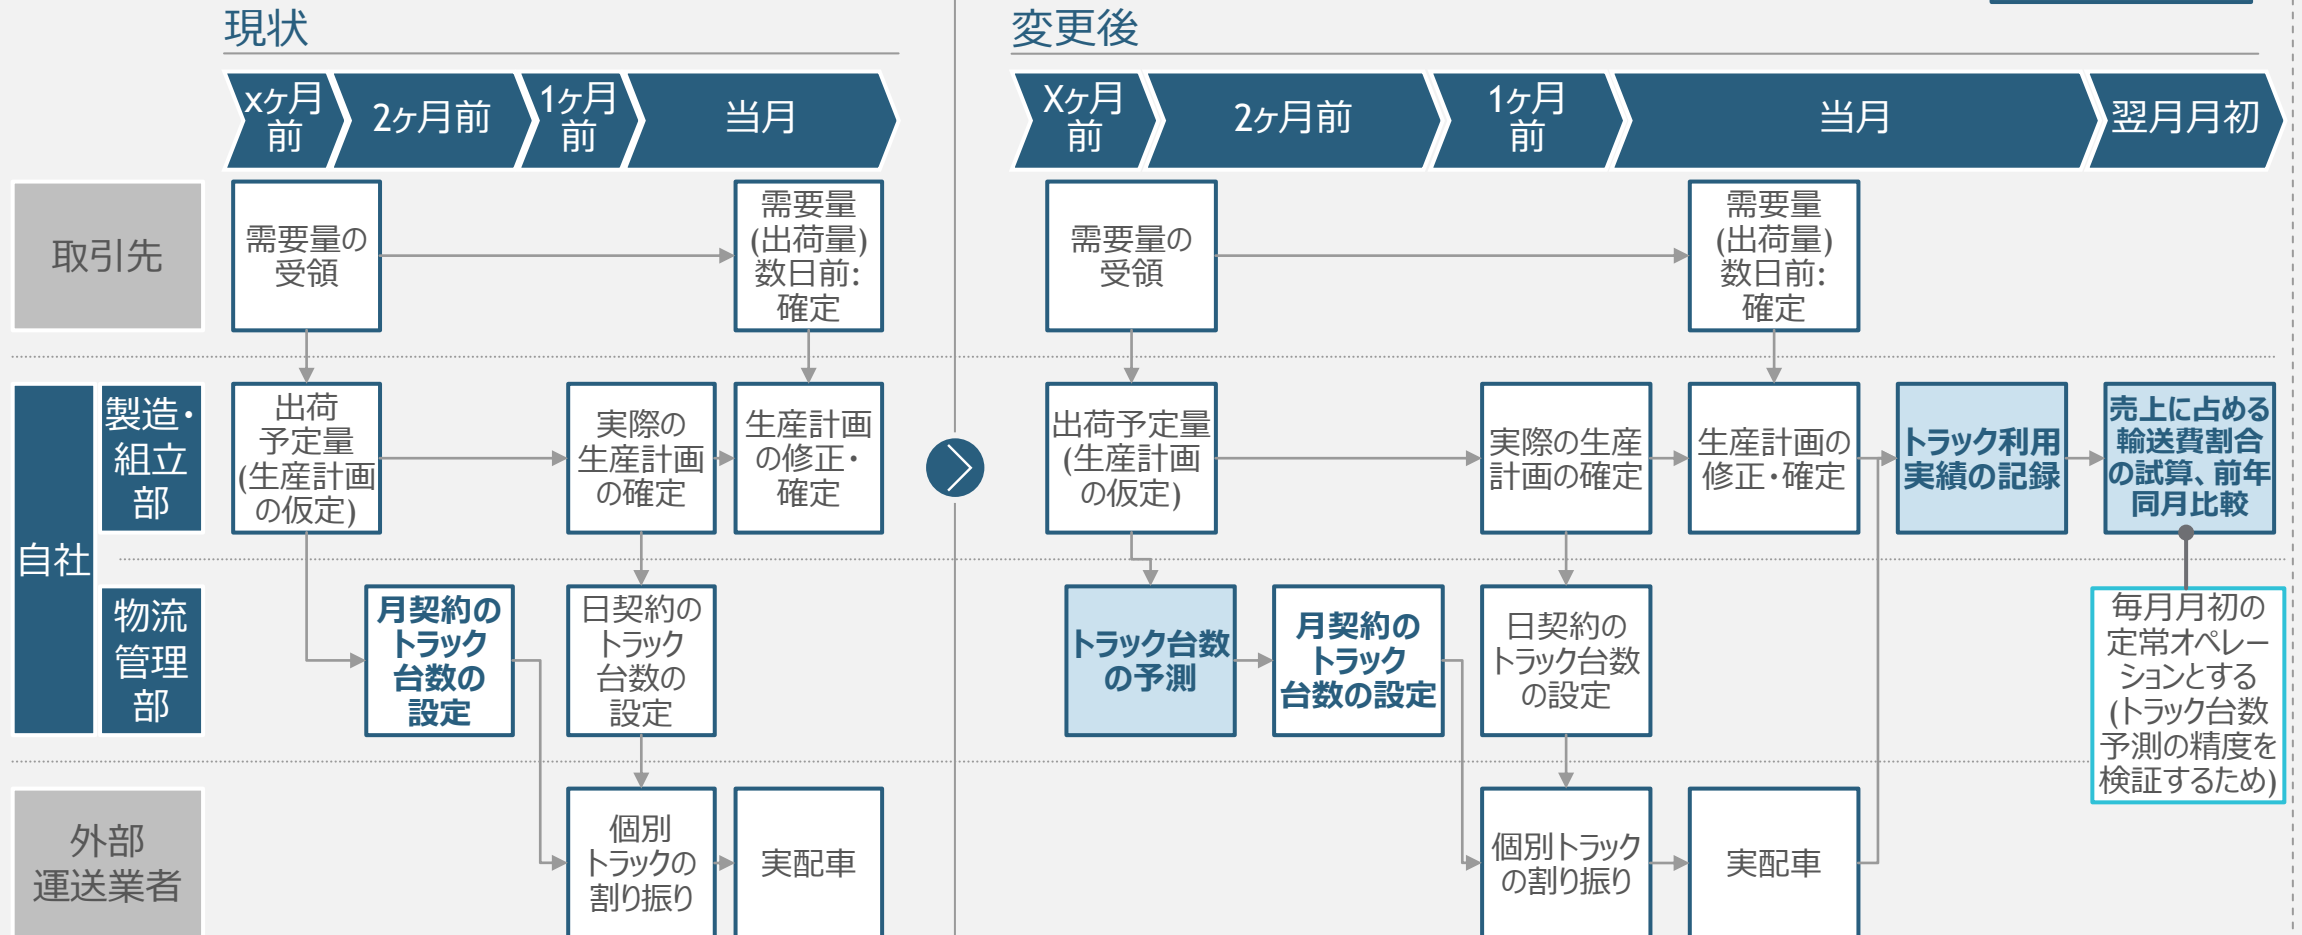 現状
変更後
xヶ月
前
2ヶ月前
1ヶ月
前
当月
Xヶ月
前
2ヶ月前
1ヶ月
前
当月
翌月月初
取引先
需要量の
受領
需要量
(出荷量)
数日前:
確定
需要量の
受領
需要量
(出荷量)
数日前:
確定
自社
製造・
組立
部
出荷
予定量
(生産計画
の仮定)
実際の
生産計画
の確定
生産計画
の修正・
確定
出荷予定量
(生産計画
の仮定)
実際の生産
計画の確定
生産計画の
修正・確定
トラック利用
実績の記録
売上に占める
輸送費割合
の試算、前年
同月比較
物流
管理
部
月契約の
トラック
台数の
設定
日契約の
トラック
台数の
設定
トラック台数
の予測
月契約の
トラック
台数の設定
日契約の
トラック台数
の設定
毎月月初の
定常オペレー
ションとする
(トラック台数
予測の精度を
検証するため)
外部
運送業者
個別
トラックの
割り振り
実配車
個別トラック
の割り振り
実配車